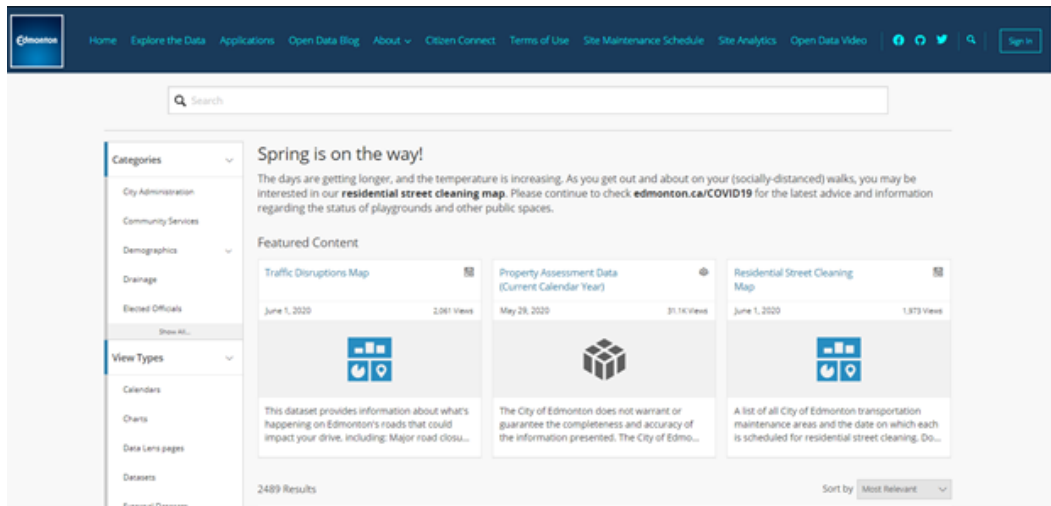 Edmonton
Home Explore the Data Applications Open Data Blog About Citizen Connect Terms of Use Site Maintenance Schedule Site Analytics Open Data Video Sign In
Search
Categories
City Administration
Community Services
Demographics
Drainage
Elected Officials
Show All...
View Types
Calendars
Charts
Data Lens pages
Datasets
Spring is on the way!
The days are getting longer, and the temperature is increasing. As you get out and about on your (socially-distanced) walks, you may be
interested in our residential street cleaning map. Please continue to check edmonton.ca/COVID19 for the latest advice and information
regarding the status of playgrounds and other public spaces.
Featured Content
Traffic Disruptions Map
June 1, 2020 2,061 Views
This dataset provides information about what's
happening on Edmonton's roads that could
impact your drive, including: Major road closu...
Property Assessment Data
(Current Calendar Year)
May 29, 2020 31.1K Views
The City of Edmonton does not warrant or
guarantee the completeness and accuracy of
the information presented. The City of Edmo...
Residential Street Cleaning
Map
June 1, 2020 1,973 Views
A list of all City of Edmonton transportation
maintenance areas and the date on which each
is scheduled for residential street cleaning. Do...
2489 Results
Sort by Most Relevant